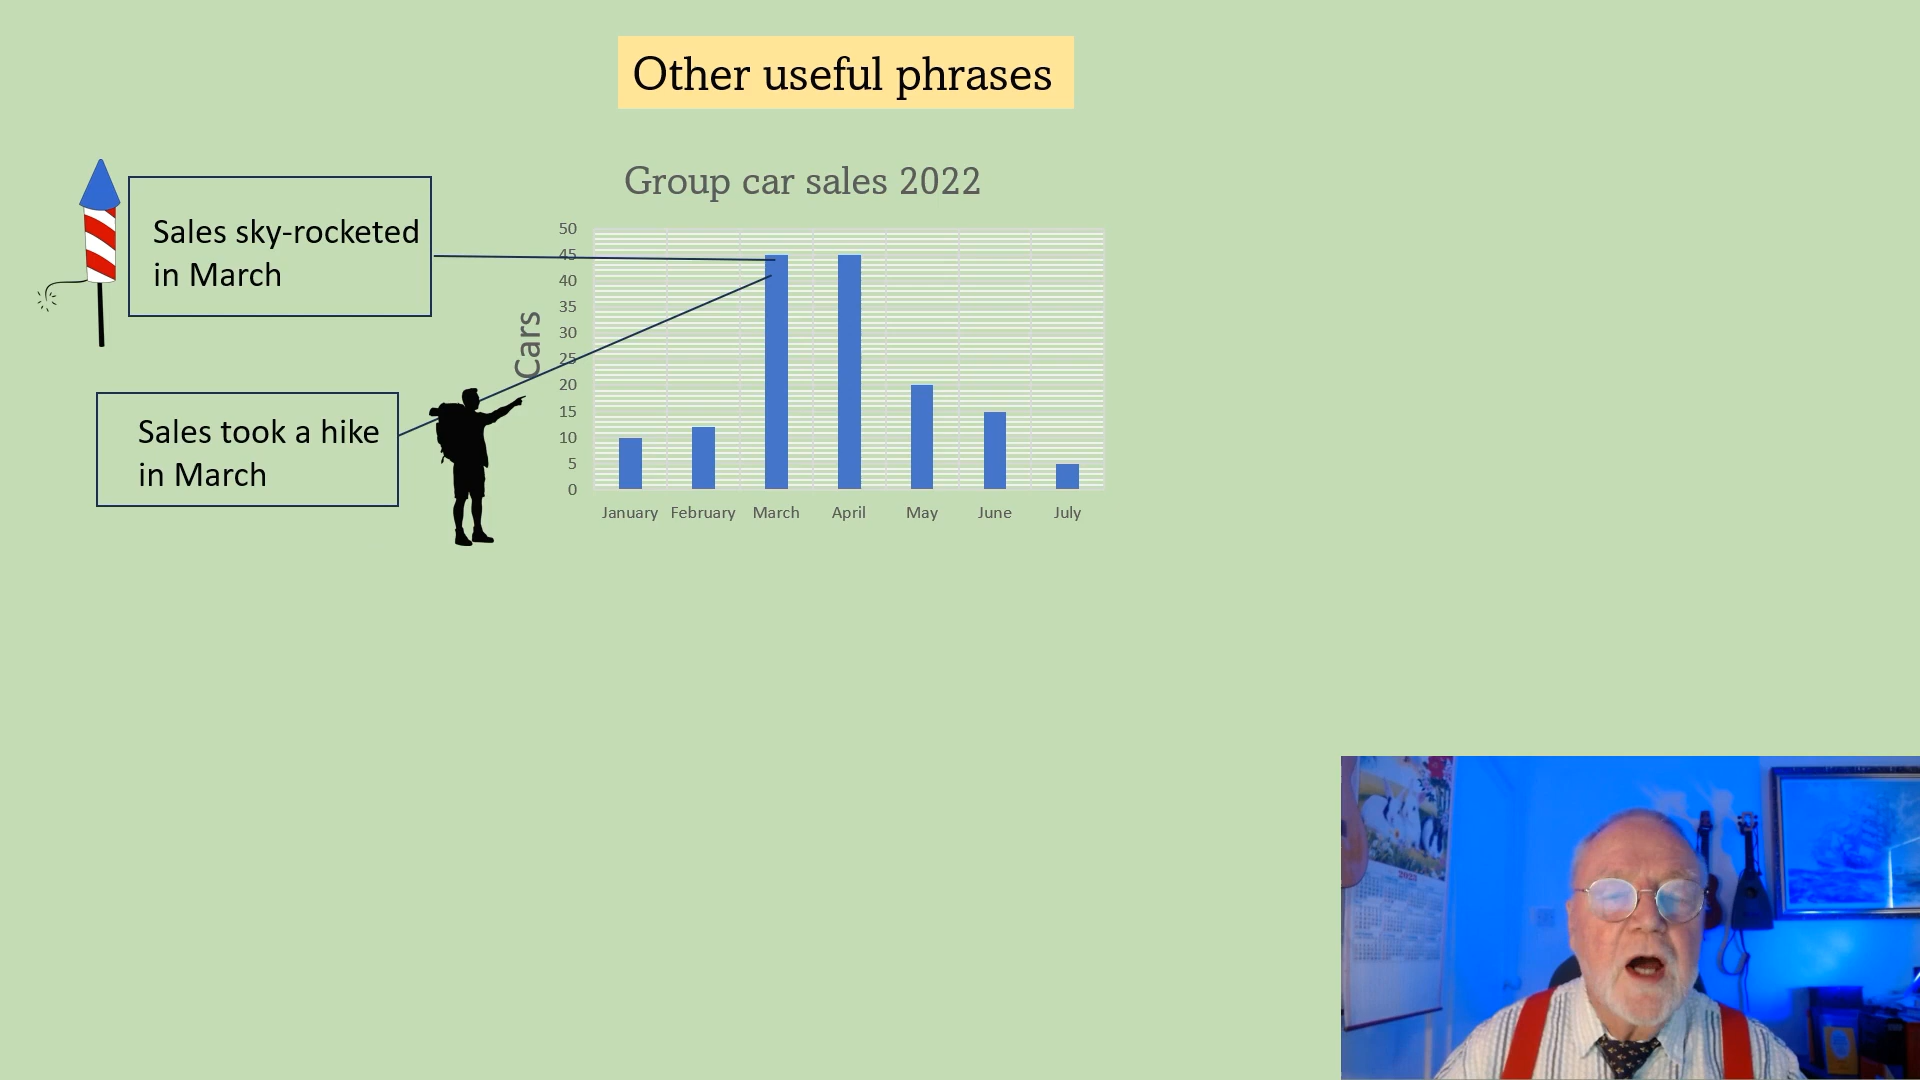 Other useful phrases
Group car sales 2022
Sales sky-rocketed
in March
Sales took a hike
in March
Cars
50
45
40
35
30
25
20
15
10
5
0
January February March April May June July
2023